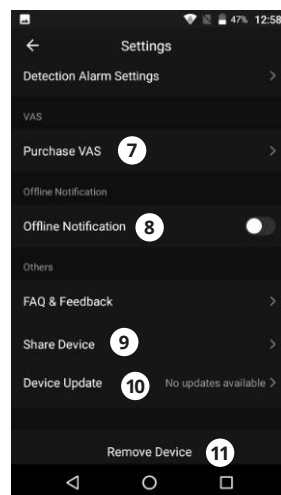 47% 12:58
Settings
Detection Alarm Settings
VAS
Purchase VAS 7
Offline Notification
Offline Notification 8
Others
FAQ & Feedback
Share Device 9
Device Update 10 No updates available
Remove Device 11